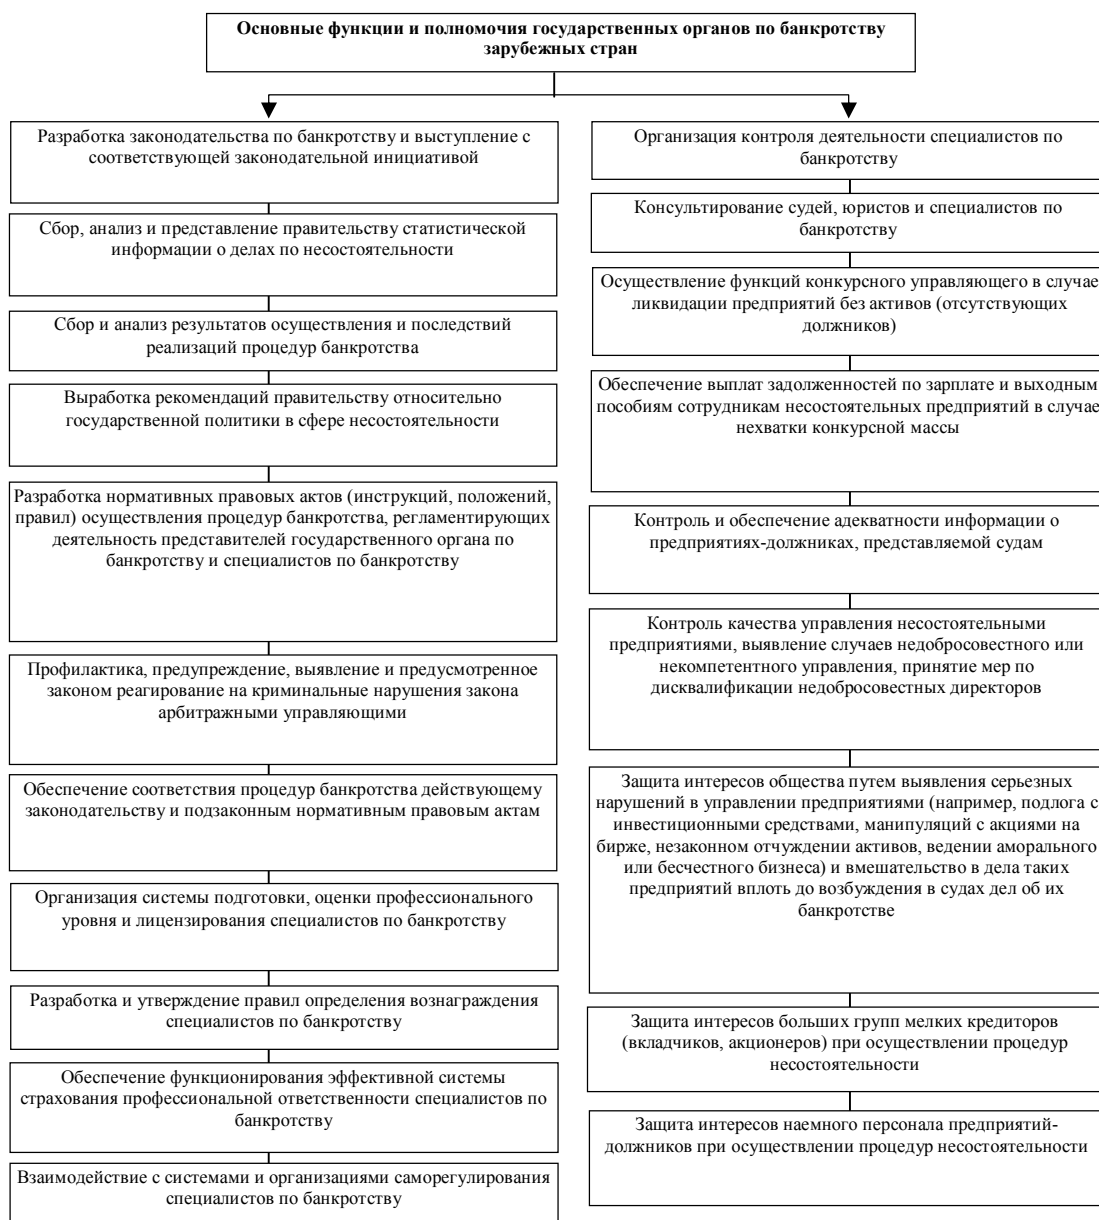 Основные функции и полномочия государственных органов по банкротству
зарубежных стран
Разработка законодательства по банкротству и выступление с
соответствующей законодательной инициативой
Сбор, анализ и представление правительству статистической
информации о делах по несостоятельности
Сбор и анализ результатов осуществления и последствий
реализаций процедур банкротства
Выработка рекомендаций правительству относительно
государственной политики в сфере несостоятельности
Разработка нормативных правовых актов (инструкций, положений,
правил) осуществления процедур банкротства, регламентирующих
деятельность представителей государственного органа по
банкротству и специалистов по банкротству
Профилактика, предупреждение, выявление и предусмотренное
законом реагирование на криминальные нарушения закона
арбитражными управляющими
Обеспечение соответствия процедур банкротства действующему
законодательству и подзаконным нормативным правовым актам
Организация системы подготовки, оценки профессионального
уровня и лицензирования специалистов по банкротству
Разработка и утверждение правил определения вознаграждения
специалистов по банкротству
Обеспечение функционирования эффективной системы
страхования профессиональной ответственности специалистов по
банкротству
Взаимодействие с системами и организациями саморегулирования
специалистов по банкротству
Организация контроля деятельности специалистов по
банкротству
Консультирование судей, юристов и специалистов по
банкротству
Осуществление функций конкурсного управляющего в случае
ликвидации предприятий без активов (отсутствующих
должников)
Обеспечение выплат задолженностей по зарплате и выходным
пособиям сотрудникам несостоятельных предприятий в случае
нехватки конкурсной массы
Контроль и обеспечение адекватности информации о
предприятиях-должниках, представляемой судам
Контроль качества управления несостоятельными
предприятиями, выявление случаев недобросовестного или
некомпетентного управления, принятие мер по
дисквалификации недобросовестных директоров
Защита интересов общества путем выявления серьезных
нарушений в управлении предприятиями (например, подлога с
инвестиционными средствами, манипуляций с акциями на
бирже, незаконном отчуждении активов, ведении аморального
или бесчестного бизнеса) и вмешательство в дела таких
предприятий вплоть до возбуждения в судах дел об их
банкротстве
Защита интересов больших групп мелких кредиторов
(вкладчиков, акционеров) при осуществлении процедур
несостоятельности
Защита интересов наемного персонала предприятий-
должников при осуществлении процедур несостоятельности